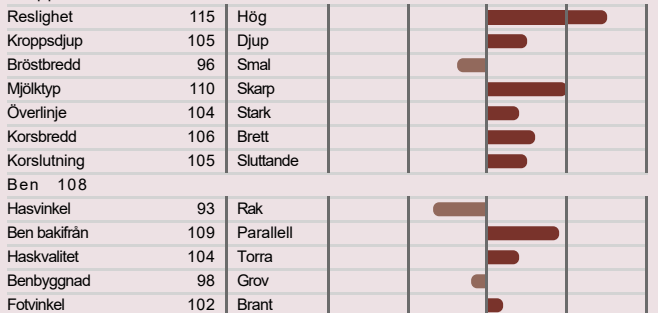 Reslighet 115 Hög
Kroppsdjup 105 Djup
Bröstbredd 96 Smal
Mjölktyp 110 Skarp
Överlinje 104 Stark
Korsbredd 106 Brett
Korslutning 105 Sluttande
Ben 108
Hasvinkel 93 Rak
Ben bakifrån 109 Parallell
Haskvalitet 104 Torra
Benbyggnad 98 Grov
Fotvinkel 102 Brant